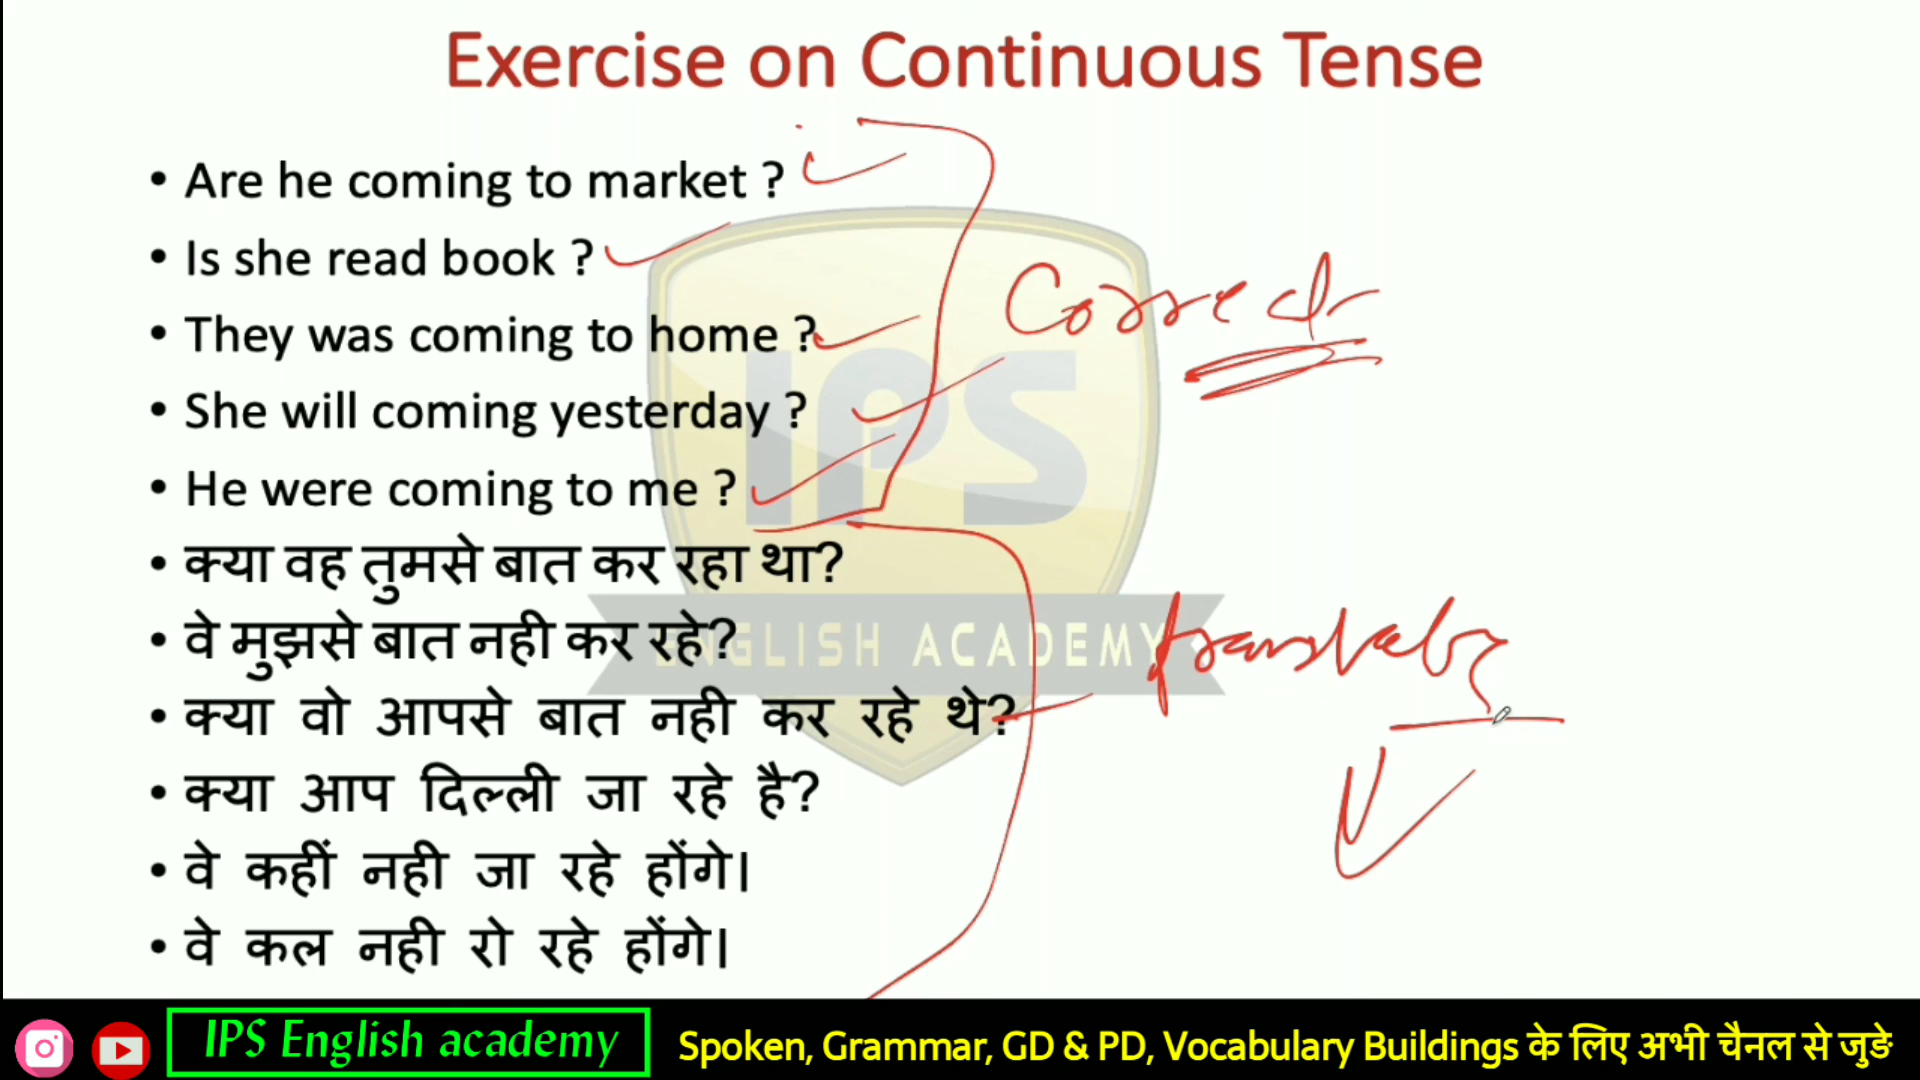 Exercise on Continuous Tense
• Are he coming to market ?
• Is she read book ?
• They was coming to home ?
• She will coming yesterday ?
• He were coming to me ?
• क्या वह तुमसे बात कर रहा था?
• वे मुझसे बात नही कर रहे?
• क्या वो आपसे बात नही कर रहे थे?
• क्या आप दिल्ली जा रहे है?
• वे कहीं नही जा रहे होंगे।
• वे कल नही रो रहे होंगे।
Correct
IPS
ENGLISH ACADEMY
IPS English academy
Spoken, Grammar, GD & PD, Vocabulary Buildings के लिए अभी चैनल से जुङे